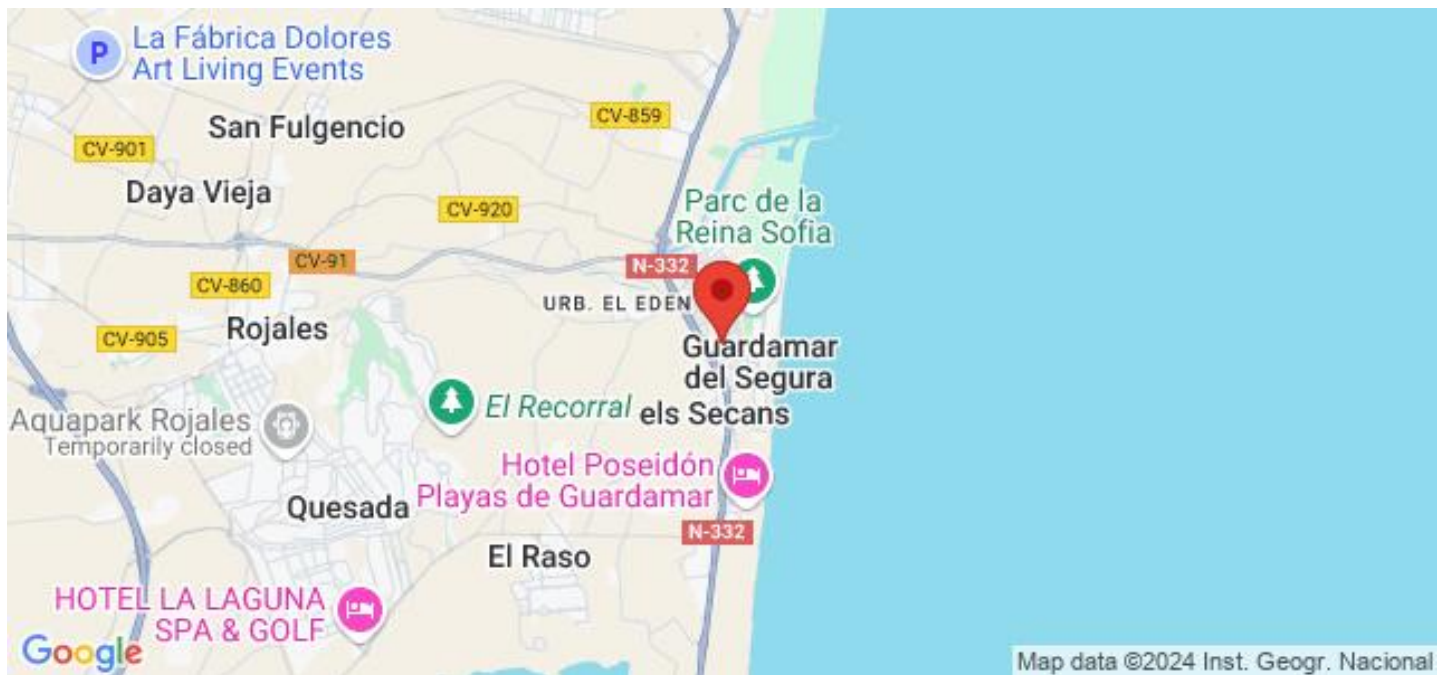 La Fábrica Dolores
Art Living Events
P
San Fulgencio
CV-859
CV-901
Daya Vieja
CV-920
Parc de la
Reina Sofia
CV-91
N-332
CV-860
URB. EL EDEN
Rojales
CV-905
Guardamar
del Segura
El Recorral
els Secans
Aquapark Rojales
Temporarily closed
Hotel Poseidón
Playas de Guardamar
Quesada
N-332
El Raso
HOTEL LA LAGUNA
SPA & GOLF
Google
Map data ©2024 Inst. Geogr. Nacional